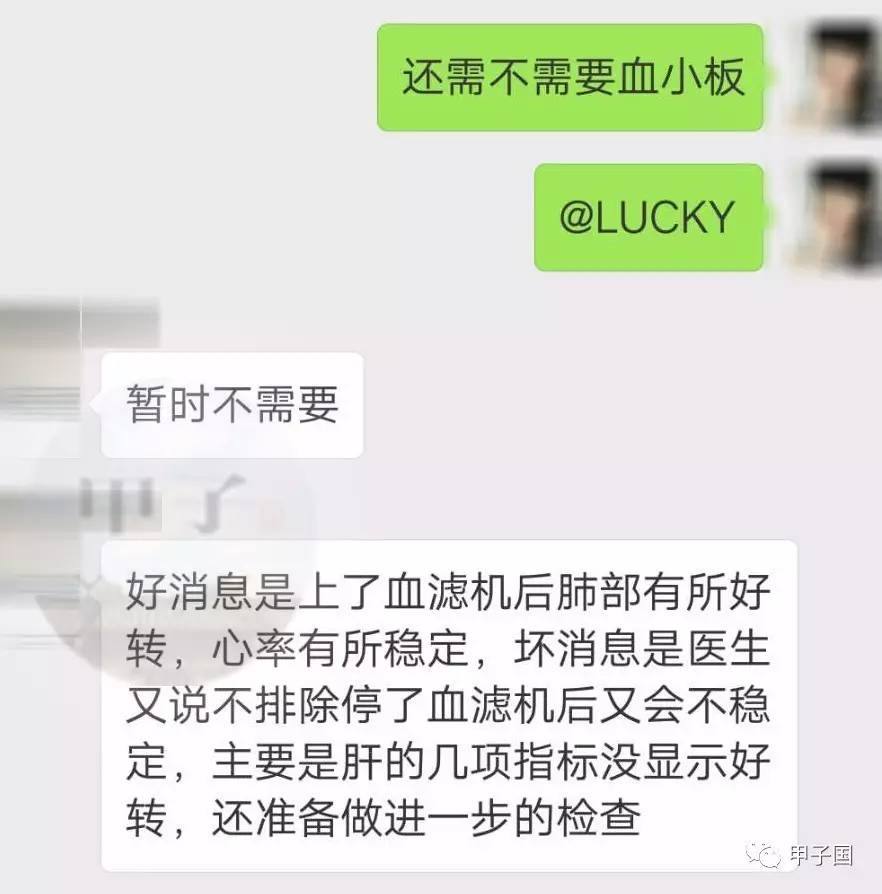 还需不需要血小板
@LUCKY
暂时不需要
甲子
好消息是上了血滤机后肺部有所好
转，心率有所稳定，坏消息是医生
又说不排除停了血滤机后又会不稳
定，主要是肝的几项指标没显示好
转，还准备做进一步的检查
甲子国